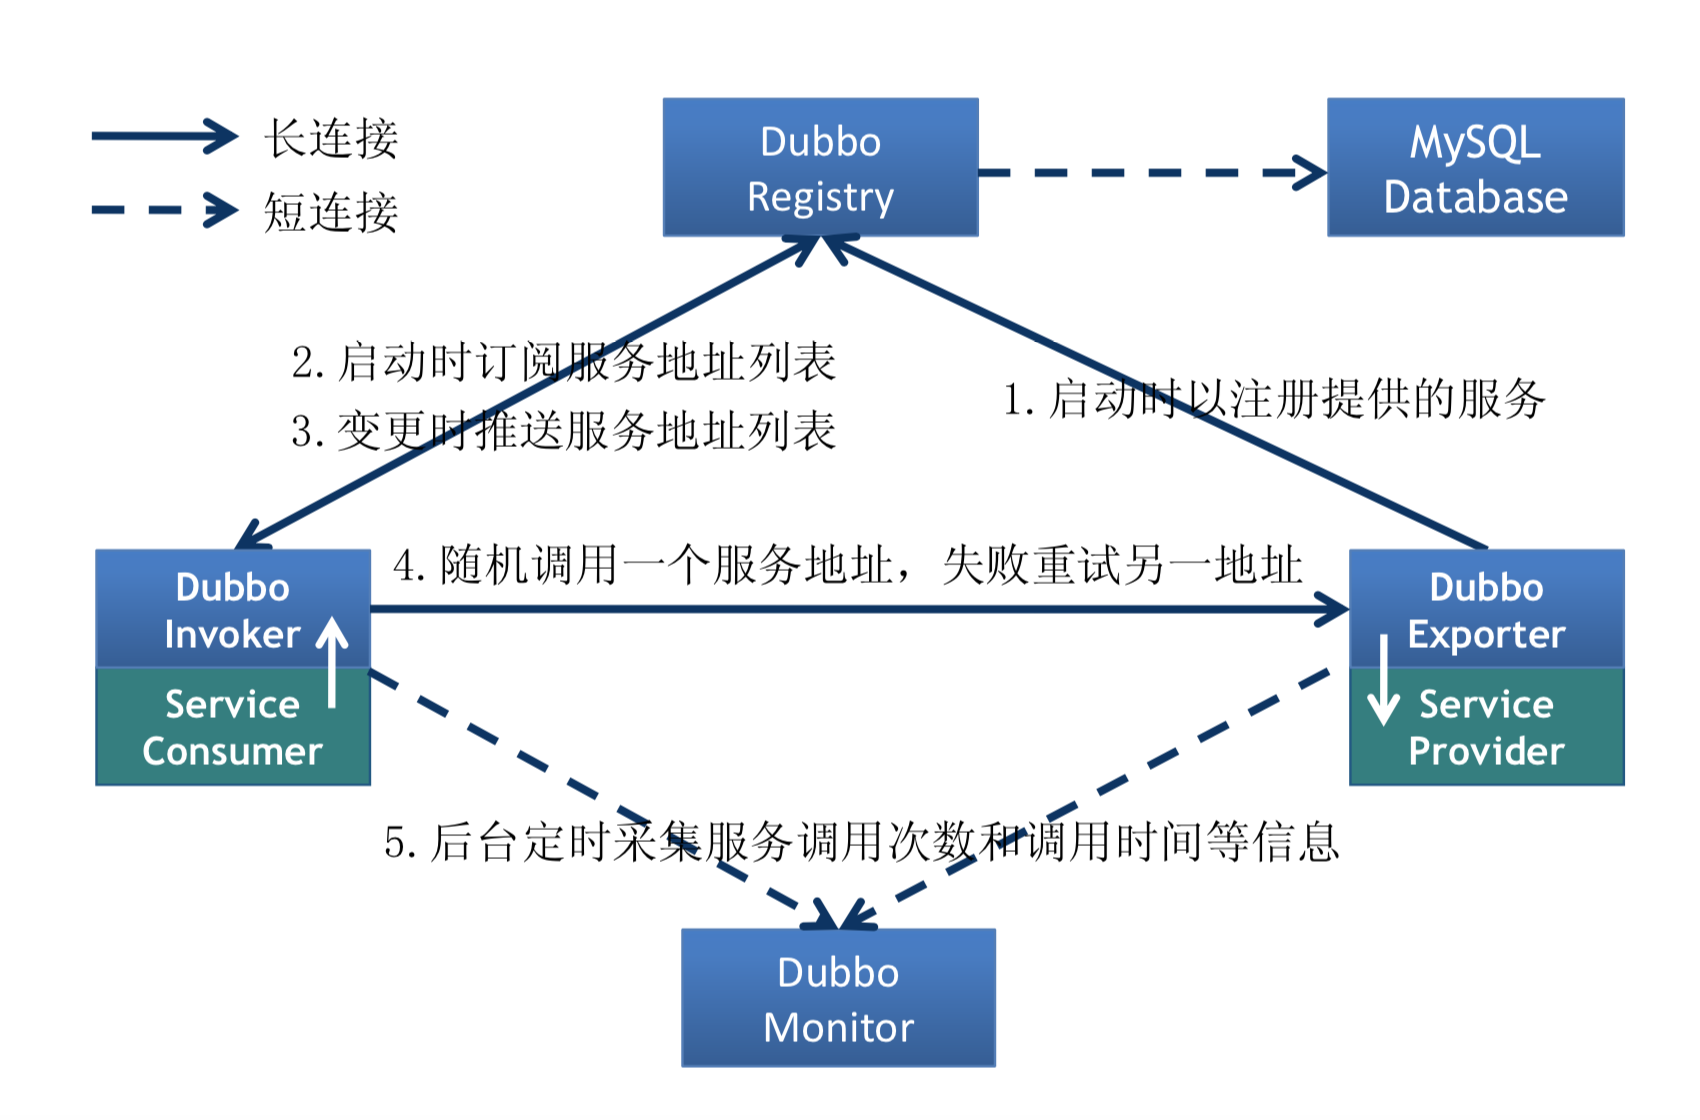 长连接
短连接
Dubbo
Registry
MySQL
Database
2.启动时订阅服务地址列表
3.变更时推送服务地址列表
1.启动时以注册提供的服务
4.随机调用一个服务地址，失败重试另一地址
Dubbo
Invoker
Service
Consumer
Dubbo
Exporter
Service
Provider
5.后台定时采集服务调用次数和调用时间等信息
Dubbo
Monitor